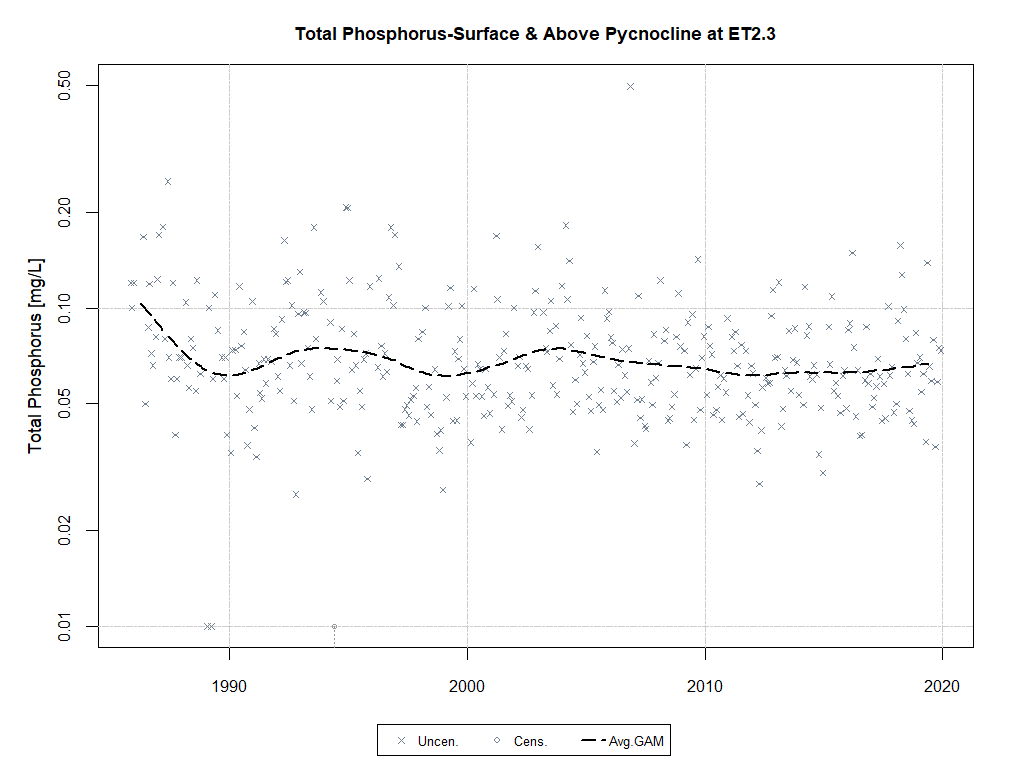 Total Phosphorus-Surface & Above Pycnocline at ET2.3
Total Phosphorus [mg/L]
0.50
0.20
0.10
0.05
0.02
0.01
1990 2000 2010 2020
Uncen. Cens. Avg.GAM